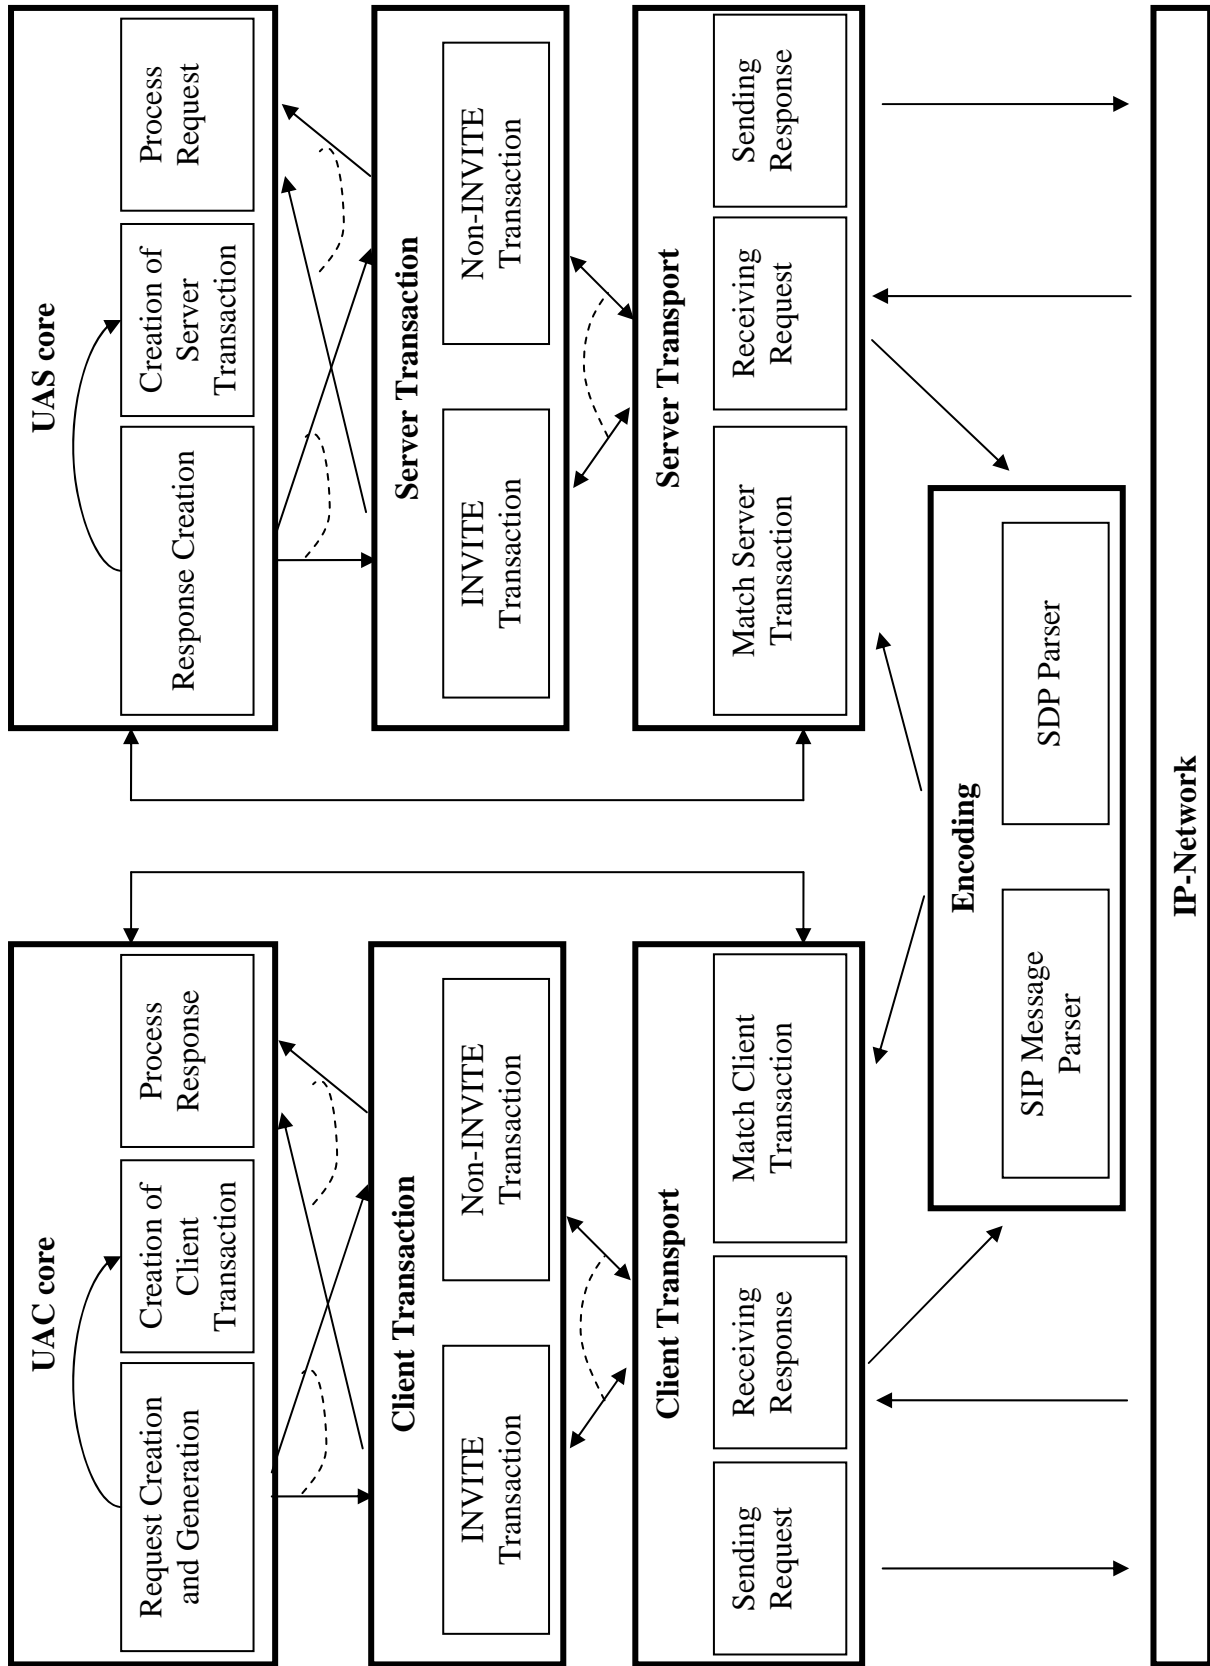 UAC core
Request Creation
and Generation
Creation of
Client
Transaction
Process
Response
UAS core
Response Creation
Creation of
Server
Transaction
Process
Request
Client Transaction
INVITE
Transaction
Non-INVITE
Transaction
Server Transaction
INVITE
Transaction
Non-INVITE
Transaction
Client Transport
Sending
Request
Receiving
Response
Match Client
Transaction
Server Transport
Match Server
Transaction
Receiving
Request
Sending
Response
Encoding
SIP Message
Parser
SDP Parser
IP-Network